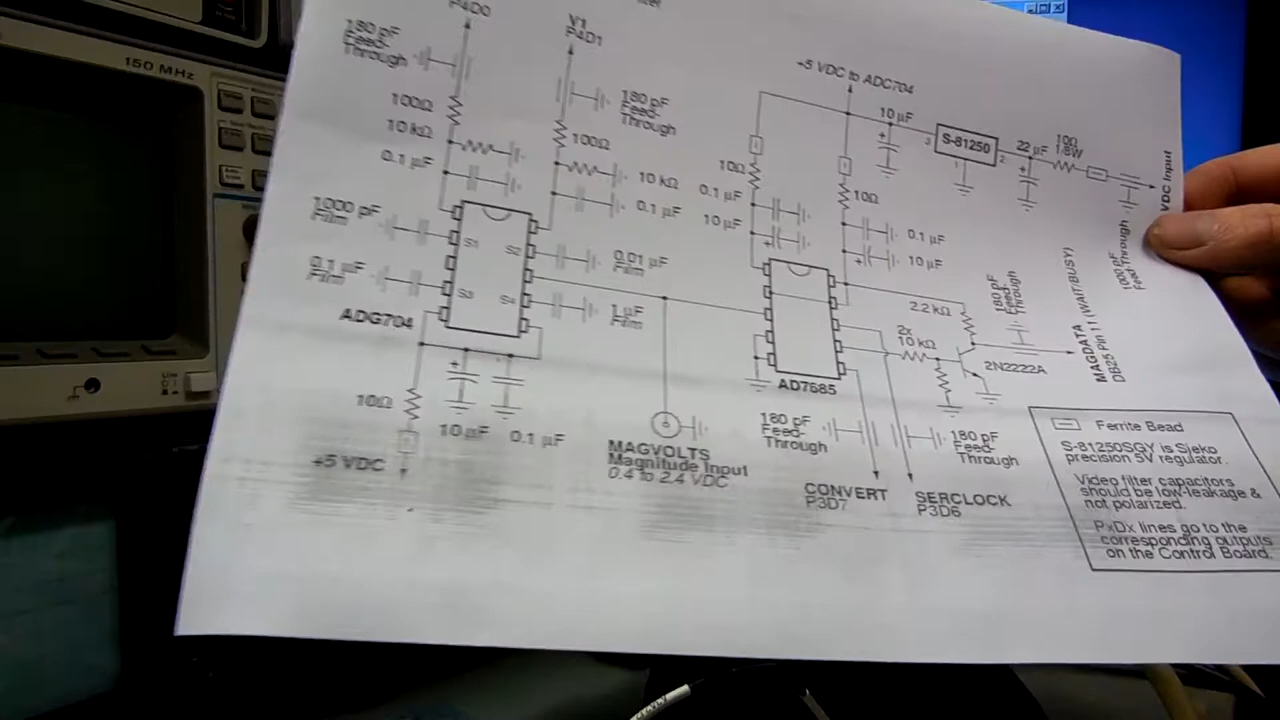 150 MHz
P4D0
180 pF
Feed-
Through
V1
P4D1
180 pF
Feed-
Through
100Ω
10 kΩ
0.1 µF
100Ω
10 kΩ
0.1 µF
1000 pF
Film
0.1 µF
Film
S1
S2
S3
S4
0.01 µF
Film
1 µF
Film
ADG704
10Ω
10 µF
0.1 µF
+5 VDC
MAGVOLTS
Magnitude Input
0.4 to 2.4 VDC
+5 VDC to ADC704
10 µF
3
S-81250
1
2
22 µF
10Ω
1/8W
VDC Input
1000 pF
Feed-Through
10Ω
0.1 µF
10 µF
10Ω
0.1 µF
10 µF
AD7685
2.2 kΩ
2x
10 kΩ
180 pF
Feed-
Through
2N2222A
MAGDATA
DB25 Pin 11 (WAIT/BUSY)
180 pF
Feed-
Through
180 pF
Feed-
Through
CONVERT
P3D7
SERCLOCK
P3D6
Ferrite Bead
S-81250SGY is Sieko
precision 5V regulator.
Video filter capacitors
should be low-leakage &
not polarized.
PxDx lines go to the
corresponding outputs
on the Control Board.